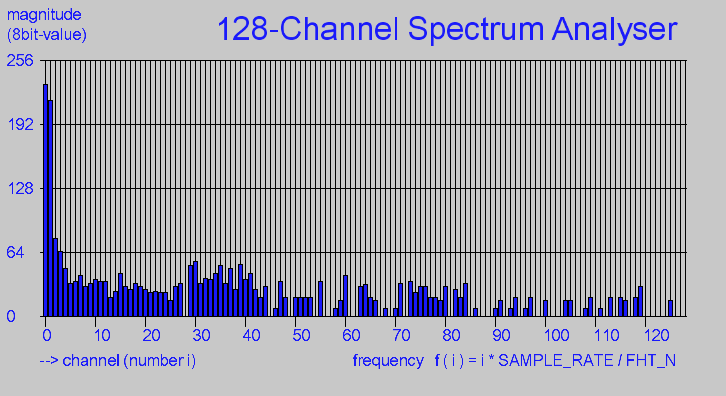 magnitude
(8bit-value)
128-Channel Spectrum Analyser
256
192
128
64
0
0 10 20 30 40 50 60 70 80 90 100 110 120
--> channel (number i)
frequency f ( i ) = i * SAMPLE_RATE / FHT_N